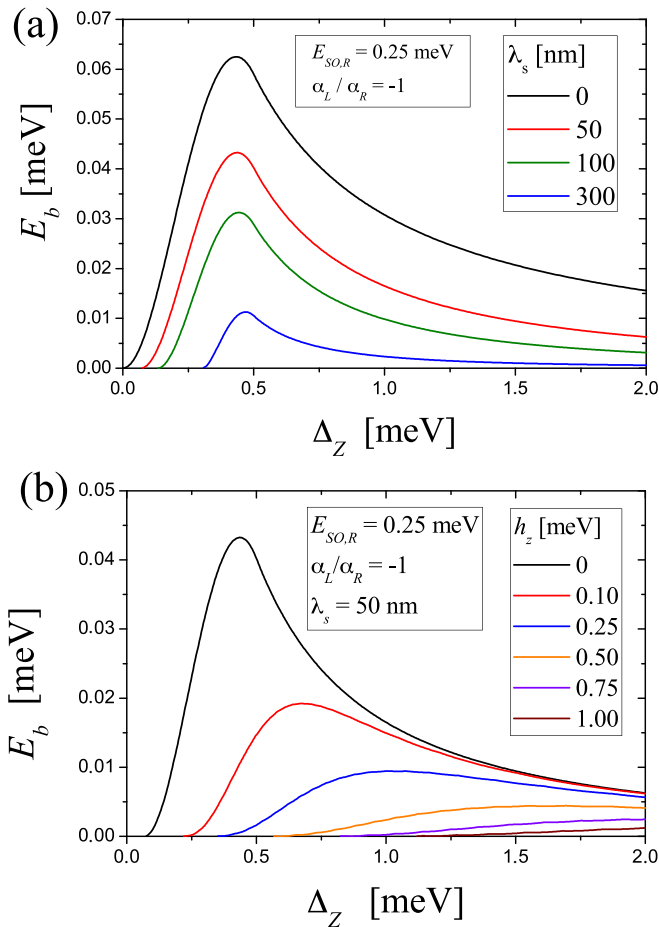 (a)
0.07
0.06
0.05
0.04
0.03
0.02
0.01
0.00
E_b [meV]
E_{SO,R} = 0.25 meV
α_L / α_R = -1
λ_s [nm]
0
50
100
300
0.0 0.5 1.0 1.5 2.0
Δ_Z [meV]
(b)
0.05
0.04
0.03
0.02
0.01
0.00
E_b [meV]
E_{SO,R} = 0.25 meV
α_L/α_R = -1
λ_s = 50 nm
h_z [meV]
0
0.10
0.25
0.50
0.75
1.00
0.0 0.5 1.0 1.5 2.0
Δ_Z [meV]